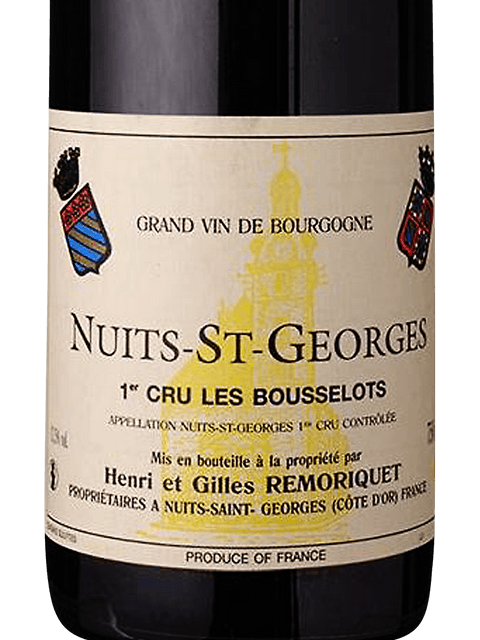 GRAND VIN DE BOURGOGNE
NUITS-ST-GEORGES
1er CRU LES BOUSSELOTS
APPELLATION NUITS-ST-GEORGES 1er CRU CONTRÔLÉE
Mis en bouteille à la propriété par
Henri et Gilles REMORIQUET
PROPRIÉTAIRES A NUITS-SAINT- GEORGES (CÔTE D'OR) FRANCE
PRODUCE OF FRANCE